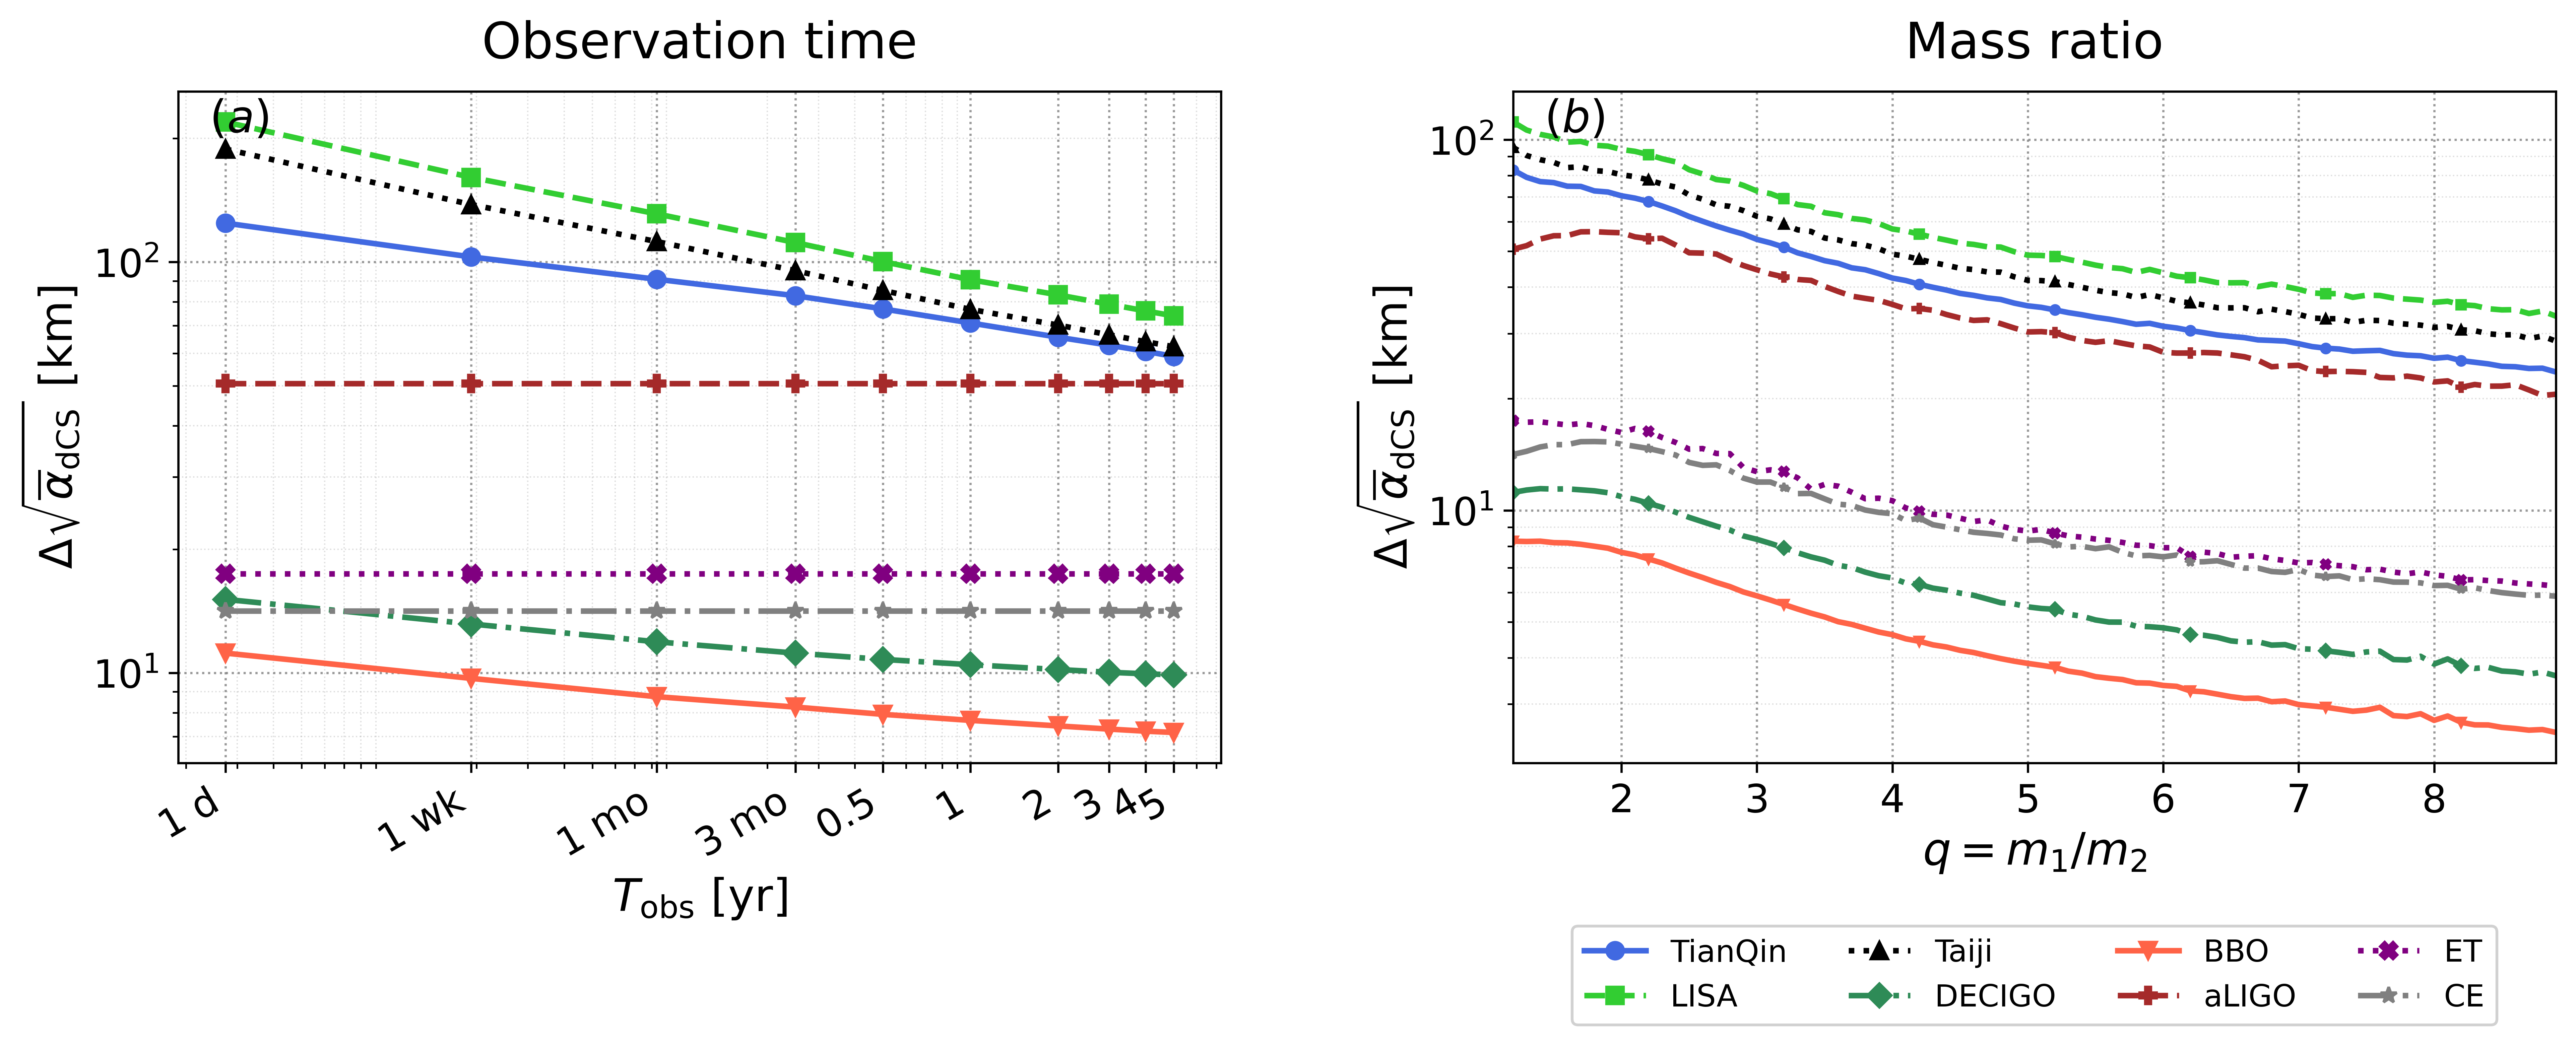 Observation time
(a)
10²
10¹
Δ√ᾱdCS [km]
1 d
1 wk
1 mo
3 mo
0.5
1
2
3
4
5
Tobs [yr]
Mass ratio
(b)
10²
10¹
Δ√ᾱdCS [km]
2 3 4 5 6 7 8
q = m₁/m₂
TianQin Taiji BBO ET
LISA DECIGO aLIGO CE